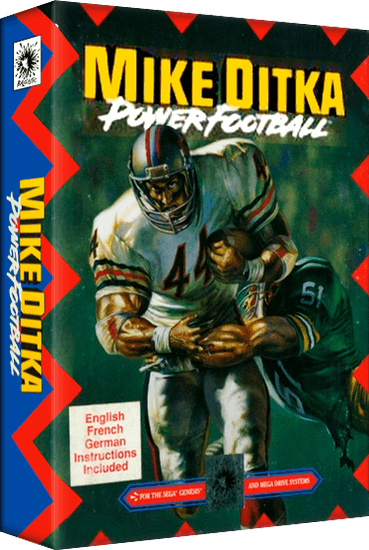 MIKE DITKA
POWER FOOTBALL
44
51
English
French
German
Instructions
Included
FOR THE SEGA GENESIS
AND MEGA DRIVE SYSTEMS
BALLISTIC
MIKE DITKA
POWER FOOTBALL